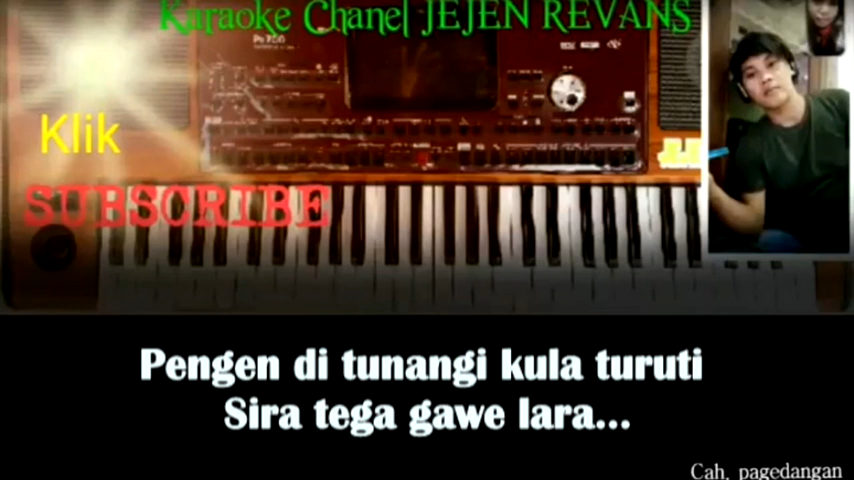 Karaoke Chanel JEJEN REVANS
Klik
SUBSCRIBE
Pengen di tunangi kula turuti
Sira tega gawe lara...
Cah, pagedangan